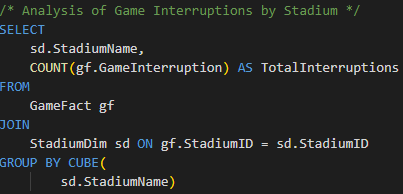 /* Analysis of Game Interruptions by Stadium */
SELECT
sd.StadiumName,
COUNT(gf.GameInterruption) AS TotalInterruptions
FROM
GameFact gf
JOIN
StadiumDim sd ON gf.StadiumID = sd.StadiumID
GROUP BY CUBE(
sd.StadiumName)